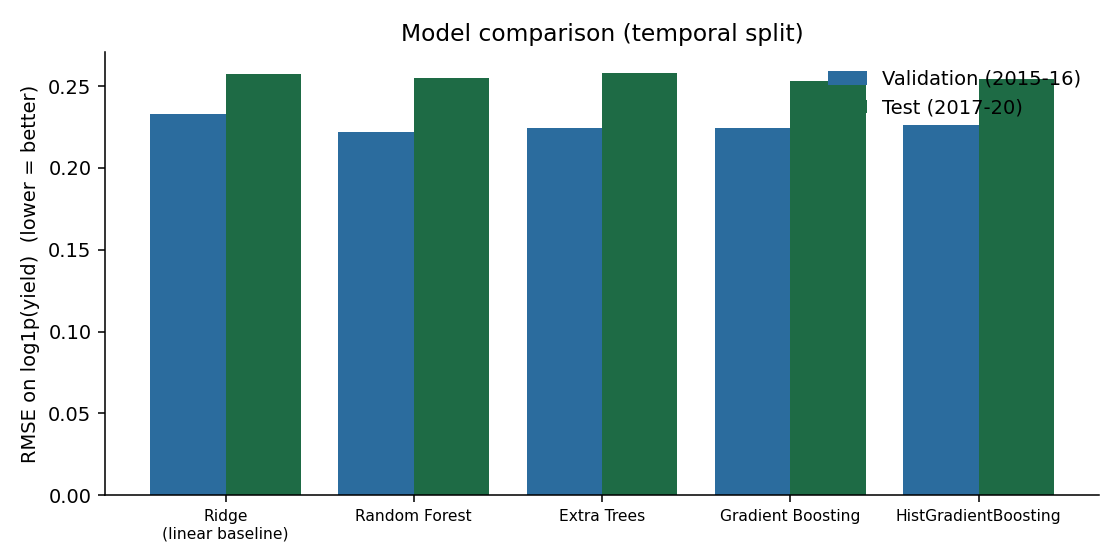 Model comparison (temporal split)
RMSE on log1p(yield)  (lower = better)
0.25
0.20
0.15
0.10
0.05
0.00
Validation (2015-16)
Test (2017-20)
Ridge
(linear baseline)
Random Forest
Extra Trees
Gradient Boosting
HistGradientBoosting